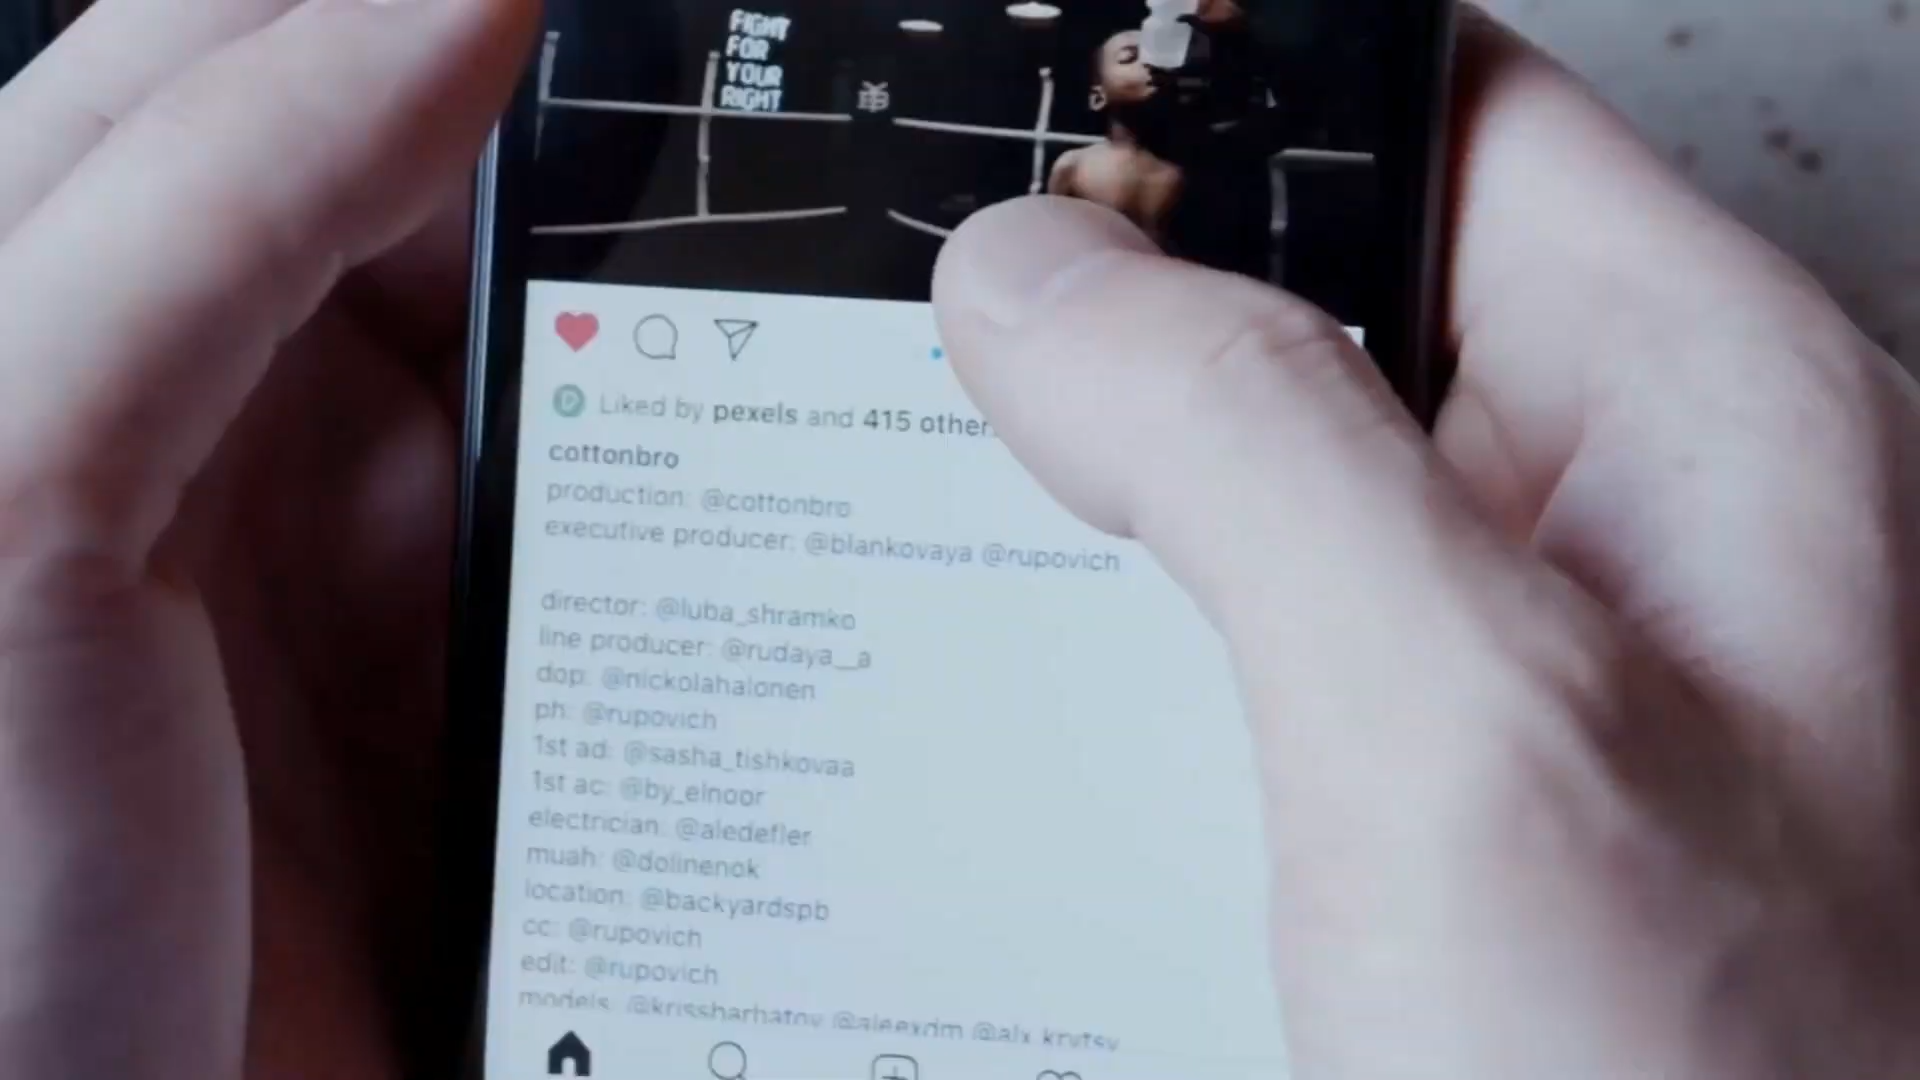 FIGHT
FOR
YOUR
RIGHT
Liked by pexels and 415 other
cottonbro
production: @cottonbro
executive producer: @blankovaya @rupovich
director: @luba_shramko
line producer: @rudaya__a
dop: @nickolahalonen
ph: @rupovich
1st ad: @sasha_tishkovaa
1st ac: @by_elnoor
electrician: @aledefler
muah: @dolinenok
location: @backyardspb
cc: @rupovich
edit: @rupovich
models: @aleexdm